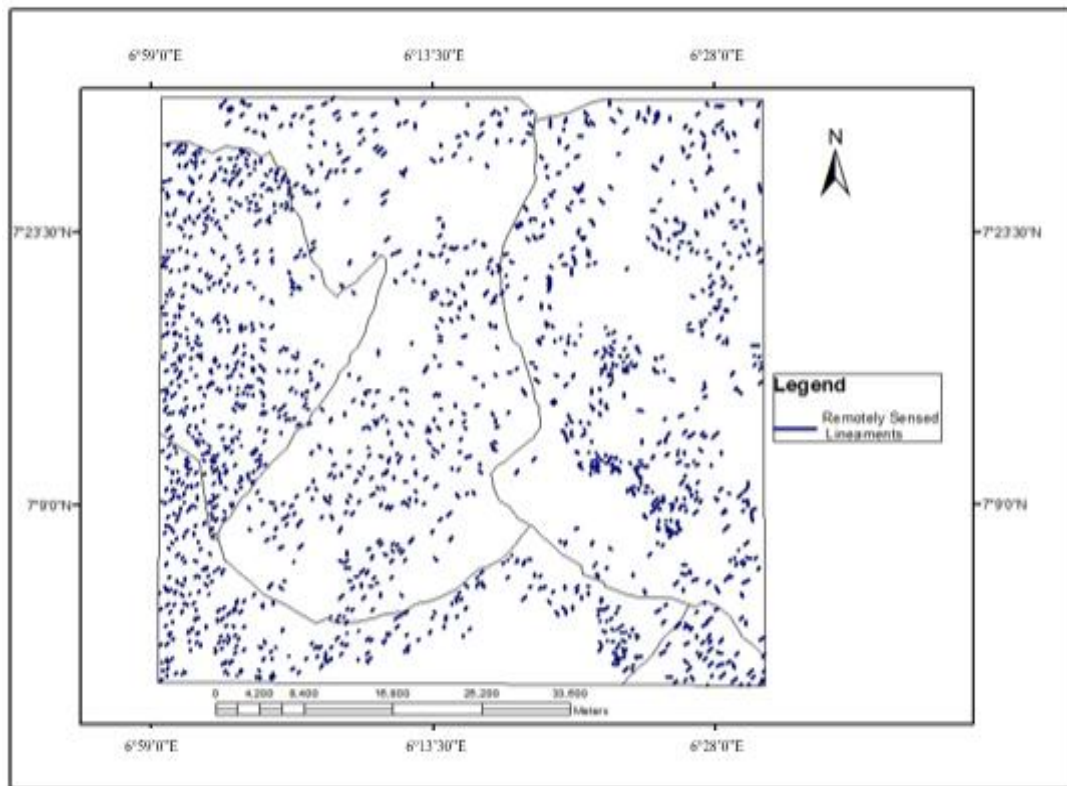 6°59'0"E 6°13'30"E 6°28'0"E
N
7°23'30"N 7°23'30"N
Legend
Remotely Sensed
Lineaments
7°9'0"N 7°9'0"N
0 4,200 8,400 16,800 25,200 33,600
Meters
6°59'0"E 6°13'30"E 6°28'0"E